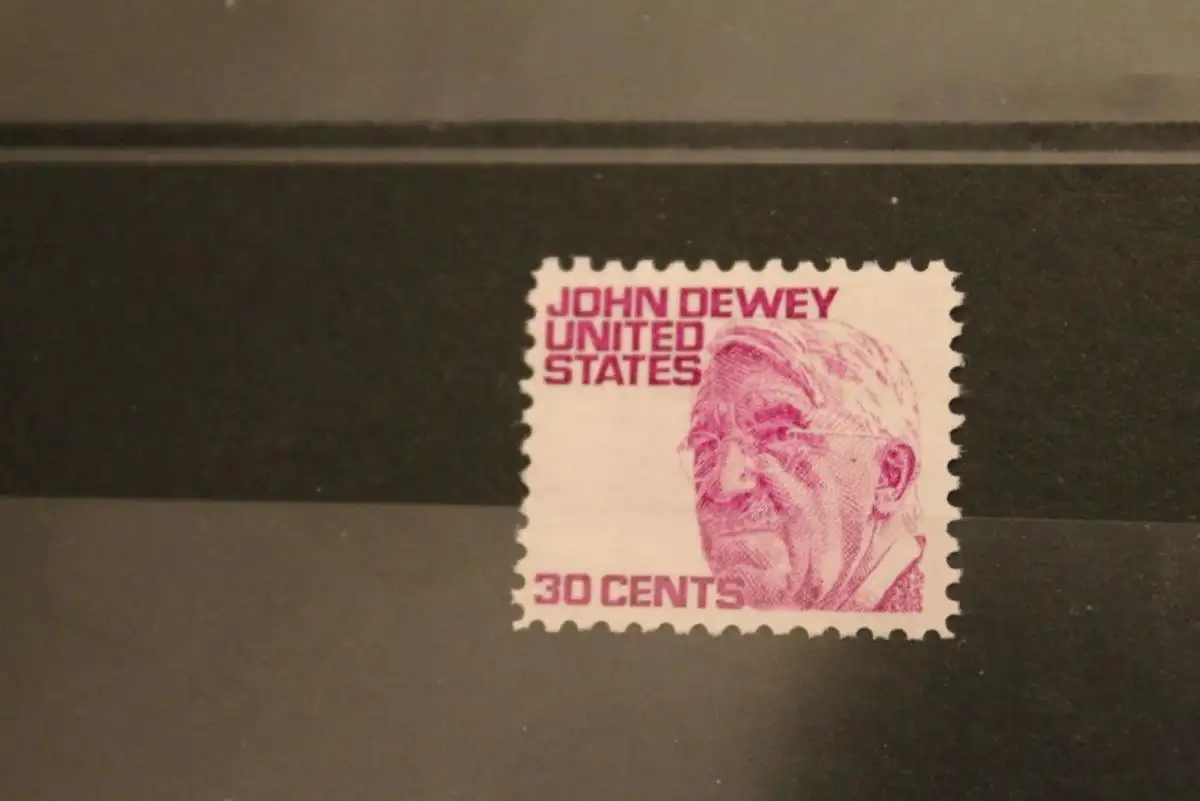 JOHN DEWEY
UNITED
STATES
30 CENTS